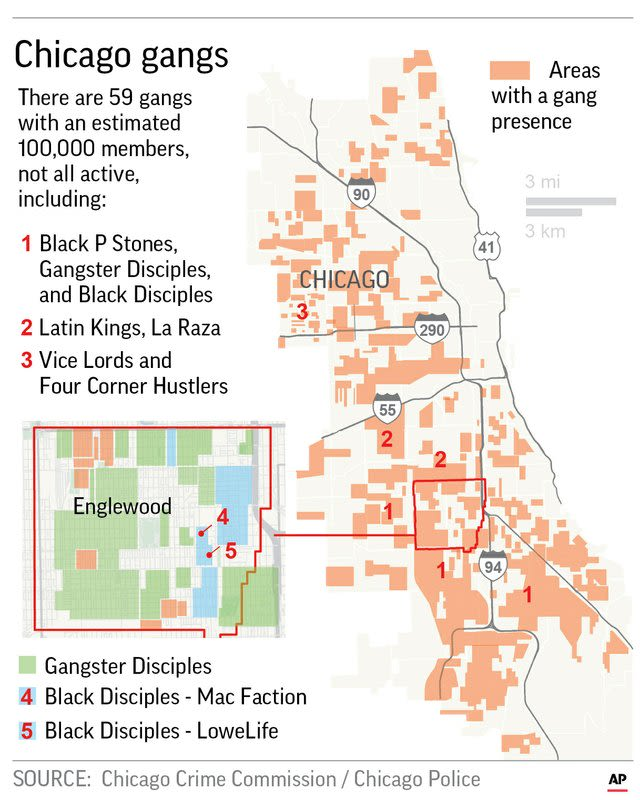 Chicago gangs
There are 59 gangs
with an estimated
100,000 members,
not all active,
including:
1 Black P Stones,
Gangster Disciples,
and Black Disciples
2 Latin Kings, La Raza
3 Vice Lords and
Four Corner Hustlers
Areas
with a gang
presence
3 mi
3 km
90
41
CHICAGO
3
290
55
2
2
1
1
94
1
Englewood
4
5
Gangster Disciples
4 Black Disciples - Mac Faction
5 Black Disciples - LoweLife
SOURCE: Chicago Crime Commission / Chicago Police
AP